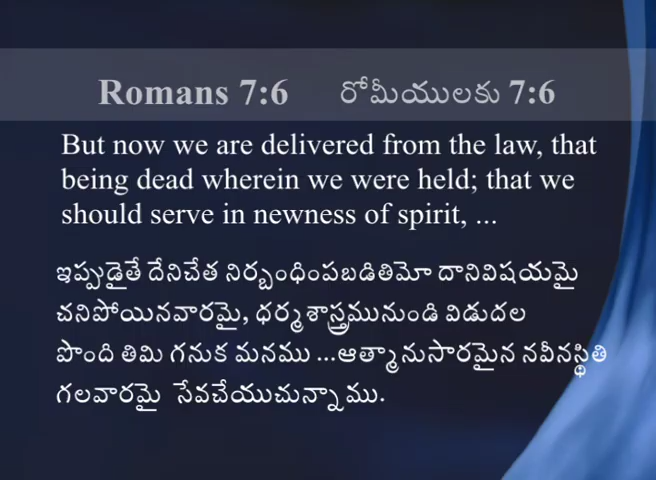 Romans 7:6 రోమీయులకు 7:6
But now we are delivered from the law, that
being dead wherein we were held; that we
should serve in newness of spirit, ...
ఇప్పుడైతే దేనిచేత నిర్బంధింపబడితిమో దానివిషయమై
చనిపోయినవారమై, ధర్మశాస్త్రమునుండి విడుదల
పొంది తిమి గనుక మనము ...ఆత్మానుసారమైన నవీనస్థితి
గలవారమై సేవచేయుచున్నాము.